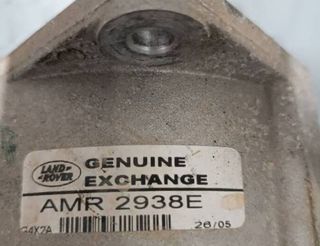 LAND
ROVER
GENUINE
EXCHANGE
AMR 2938E
26/05